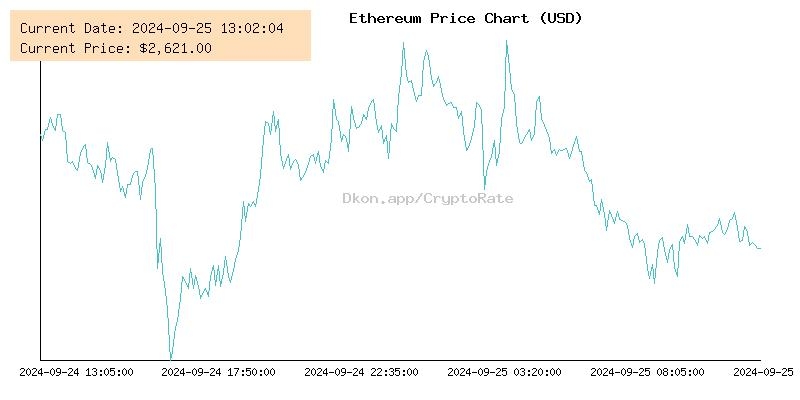 Ethereum Price Chart (USD)
Current Date: 2024-09-25 13:02:04
Current Price: $2,621.00
Dkon.app/CryptoRate
2024-09-24 13:05:00 2024-09-24 17:50:00 2024-09-24 22:35:00 2024-09-25 03:20:00 2024-09-25 08:05:00 2024-09-25